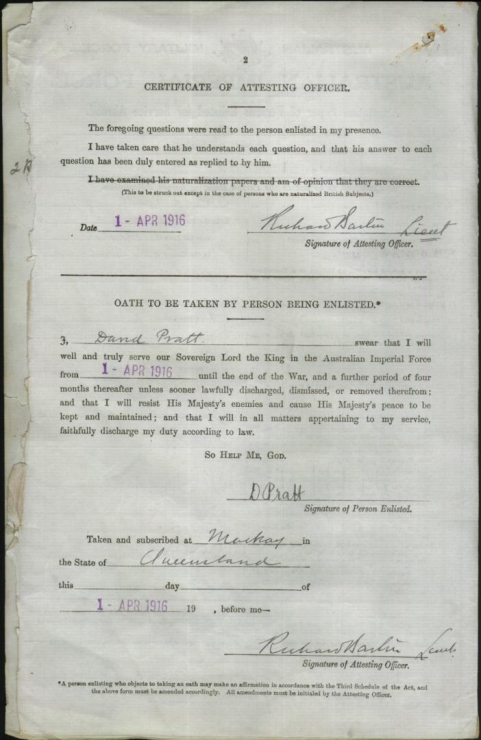 2
CERTIFICATE OF ATTESTING OFFICER.
The foregoing questions were read to the person enlisted in my presence.
I have taken care that he understands each question, and that his answer to each
question has been duly entered as replied to by him.
I have examined his naturalization papers and am of opinion that they are correct.
(This to be struck out except in the case of persons who are naturalized British Subjects.)
Date 1- APR 1916 Richard Lieut
Signature of Attesting Officer.
OATH TO BE TAKEN BY PERSON BEING ENLISTED.*
I, David Pratt swear that I will
well and truly serve our Sovereign Lord the King in the Australian Imperial Force
from 1- APR 1916 until the end of the War, and a further period of four
months thereafter unless sooner lawfully discharged, dismissed, or removed therefrom;
and that I will resist His Majesty's enemies and cause His Majesty's peace to be
kept and maintained; and that I will in all matters appertaining to my service,
faithfully discharge my duty according to law.
SO HELP ME, GOD.
D Pratt
Signature of Person Enlisted.
Taken and subscribed at Mackay in
the State of Queensland
this day of
1- APR 1916 19 , before me—
Richard Lieut
Signature of Attesting Officer.
*A person enlisting who objects to taking an oath may make an affirmation in accordance with the Third Schedule of the Act, and
the above form must be amended accordingly. All amendments must be initialed by the Attesting Officer.